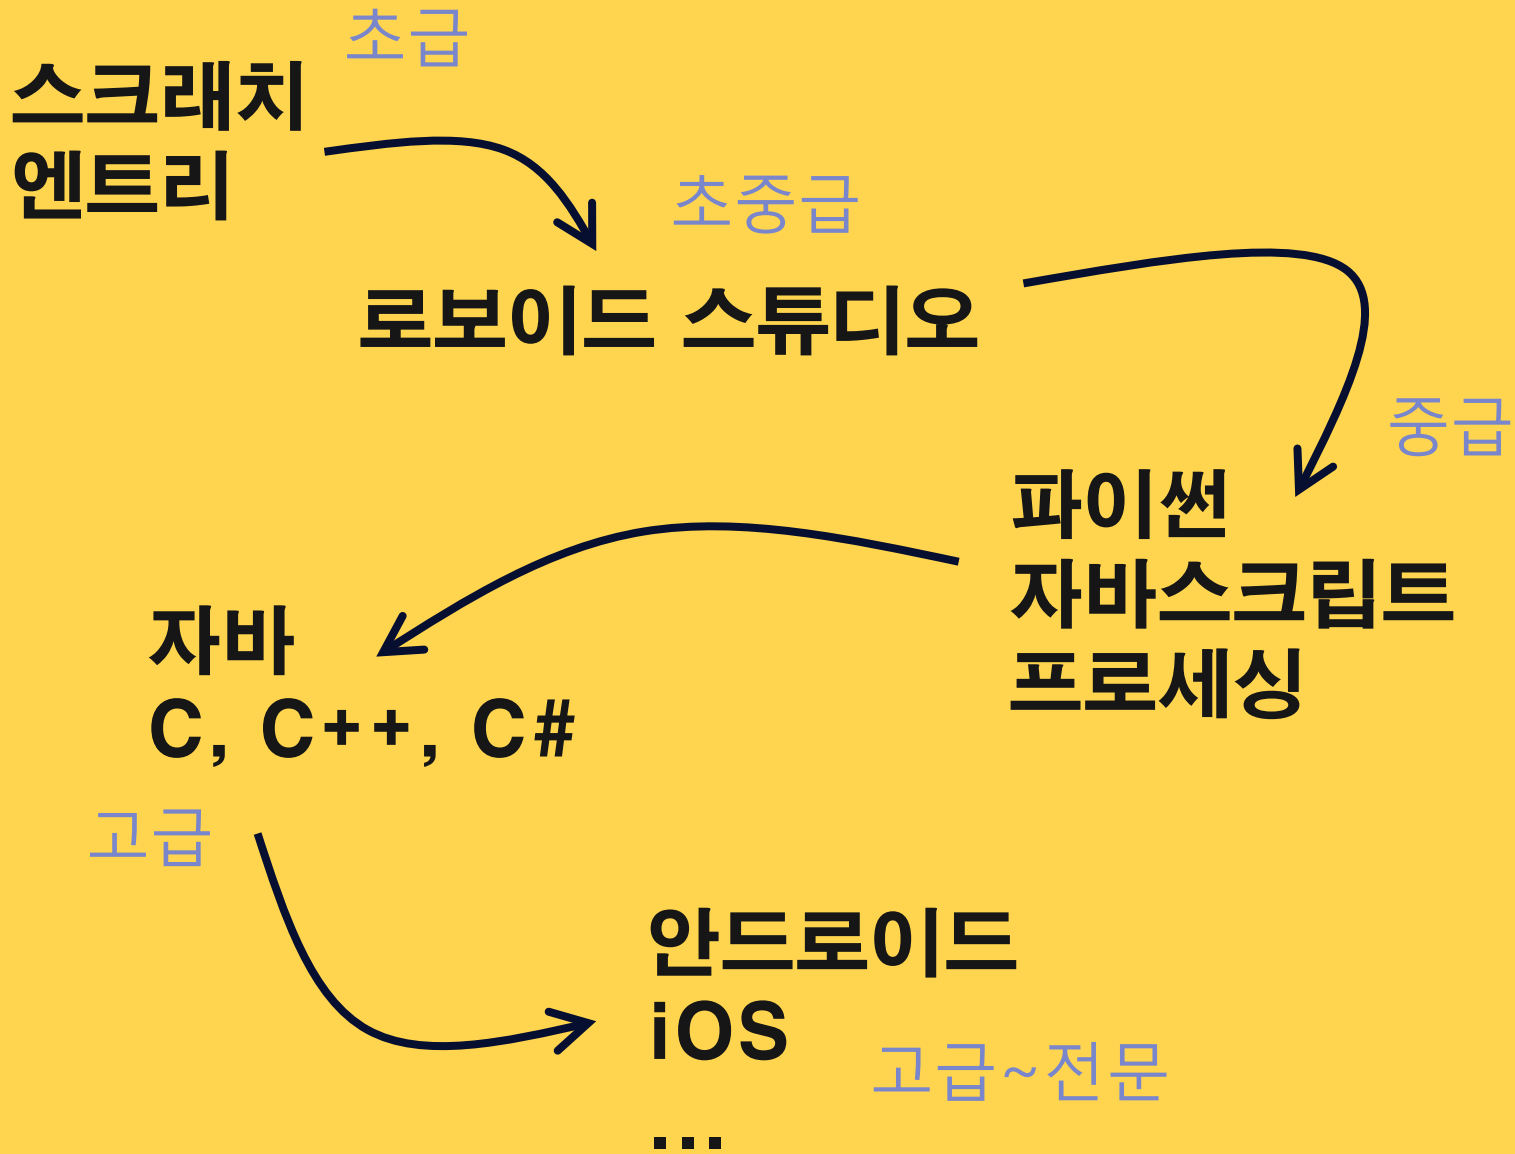 초급
스크래치
엔트리
초중급
로보이드 스튜디오
중급
파이썬
자바스크립트
프로세싱
자바
C, C++, C#
고급
안드로이드
iOS
고급~전문
...